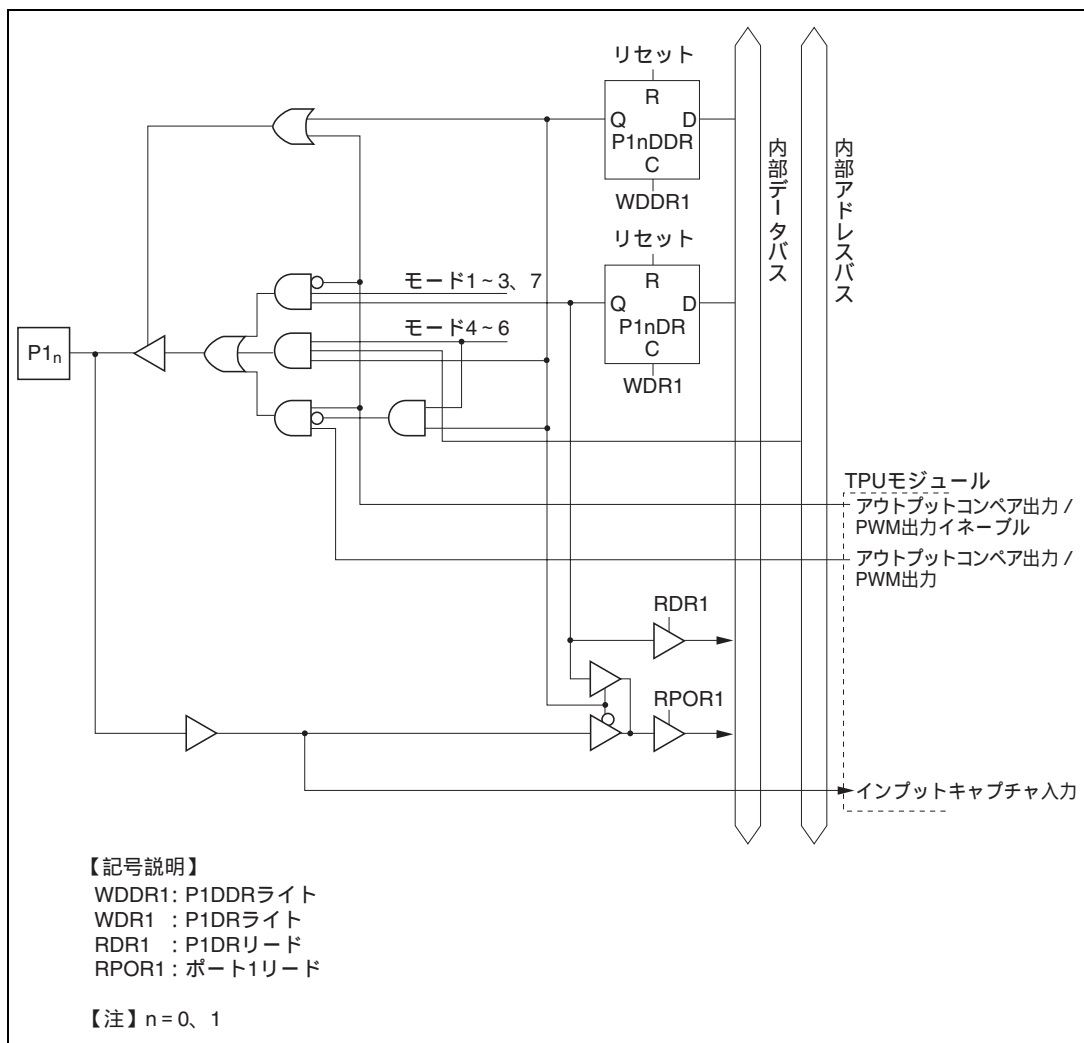 リセット
R
Q D
P1nDDR
C
WDDR1
リセット
R
Q D
P1nDR
C
WDR1
内部データバス
内部アドレスバス
モード1~3、7
モード4~6
P1n
TPUモジュール
アウトプットコンペア出力 /
PWM出力イネーブル
アウトプットコンペア出力 /
PWM出力
RDR1
RPOR1
インプットキャプチャ入力
【記号説明】
WDDR1: P1DDRライト
WDR1 : P1DRライト
RDR1 : P1DRリード
RPOR1 : ポート1リード
【注】n = 0、1